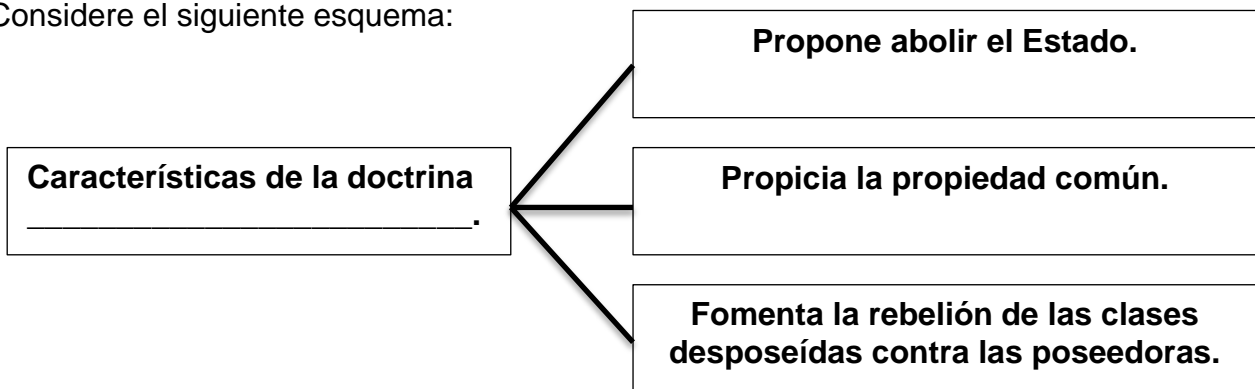 Considere el siguiente esquema:
Propone abolir el Estado.
Características de la doctrina
_________________________.
Propicia la propiedad común.
Fomenta la rebelión de las clases
desposeídas contra las poseedoras.